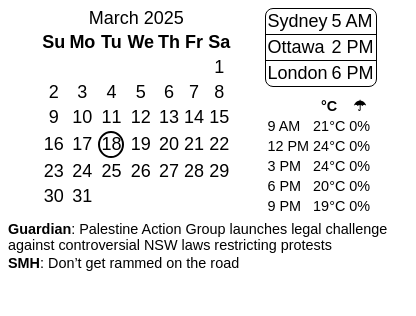 March 2025
Su Mo Tu We Th Fr Sa
1
2 3 4 5 6 7 8
9 10 11 12 13 14 15
16 17 18 19 20 21 22
23 24 25 26 27 28 29
30 31
Sydney 5 AM
Ottawa 2 PM
London 6 PM
°C ☂
9 AM 21°C 0%
12 PM 24°C 0%
3 PM 24°C 0%
6 PM 20°C 0%
9 PM 19°C 0%
Guardian: Palestine Action Group launches legal challenge
against controversial NSW laws restricting protests
SMH: Don’t get rammed on the road